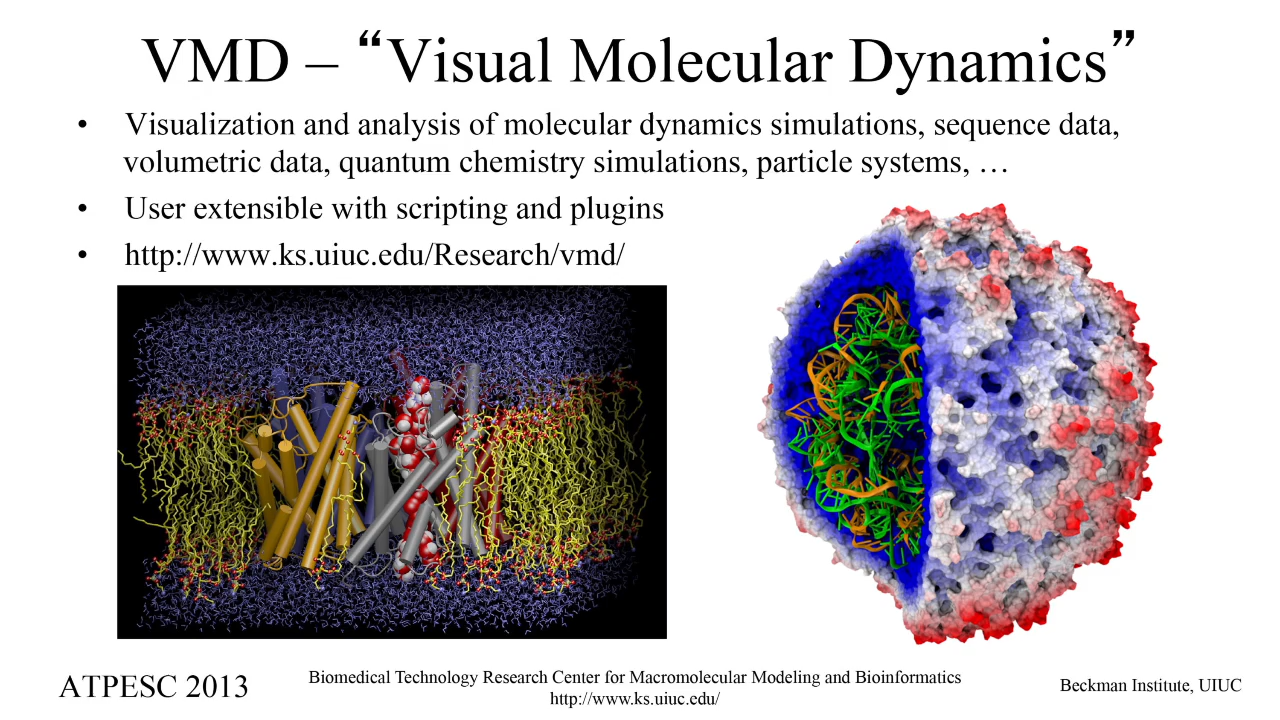 VMD – “Visual Molecular Dynamics”
• Visualization and analysis of molecular dynamics simulations, sequence data,
volumetric data, quantum chemistry simulations, particle systems, …
• User extensible with scripting and plugins
• http://www.ks.uiuc.edu/Research/vmd/
ATPESC 2013
Biomedical Technology Research Center for Macromolecular Modeling and Bioinformatics
http://www.ks.uiuc.edu/
Beckman Institute, UIUC